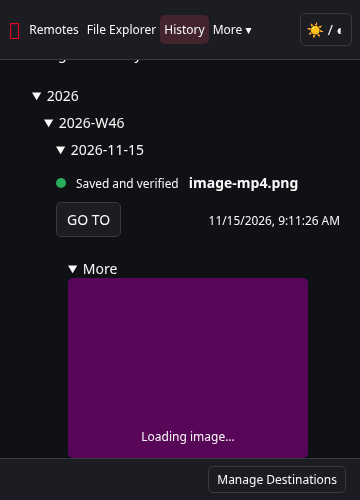 Remotes File Explorer History More ▾ ☀️ / ◐
▼ 2026
▼ 2026-W46
▼ 2026-11-15
Saved and verified image-mp4.png
GO TO 11/15/2026, 9:11:26 AM
▼ More
Loading image...
Manage Destinations